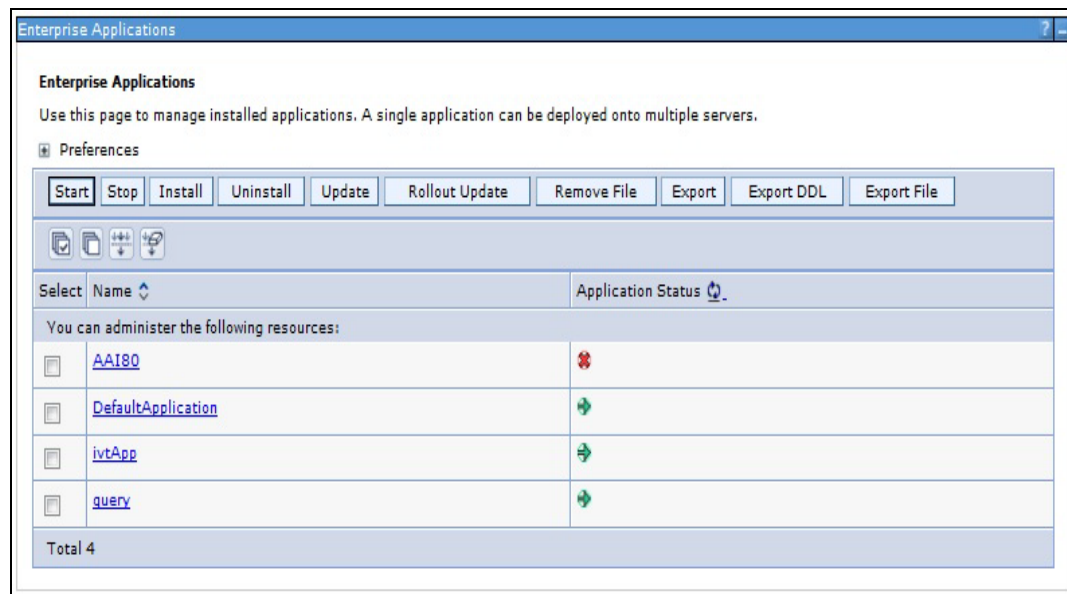 Enterprise Applications ?
Enterprise Applications
Use this page to manage installed applications. A single application can be deployed onto multiple servers.
Preferences
Start Stop Install Uninstall Update Rollout Update Remove File Export Export DDL Export File
Select Name Application Status
You can administer the following resources:
AAI80
DefaultApplication
ivtApp
query
Total 4